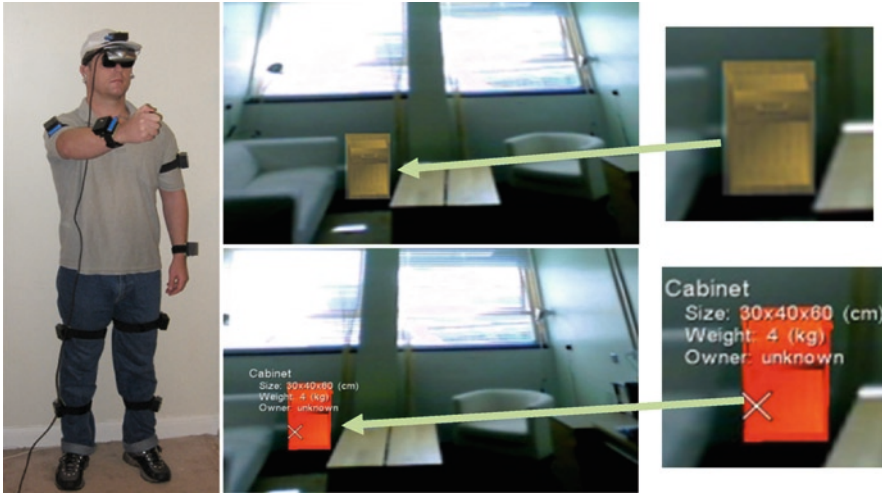 Cabinet
Size: 30x40x60 (cm)
Weight: 4 (kg)
Owner: unknown
Cabinet
Size: 30x40x60 (cm)
Weight: 4 (kg)
Owner: unknown